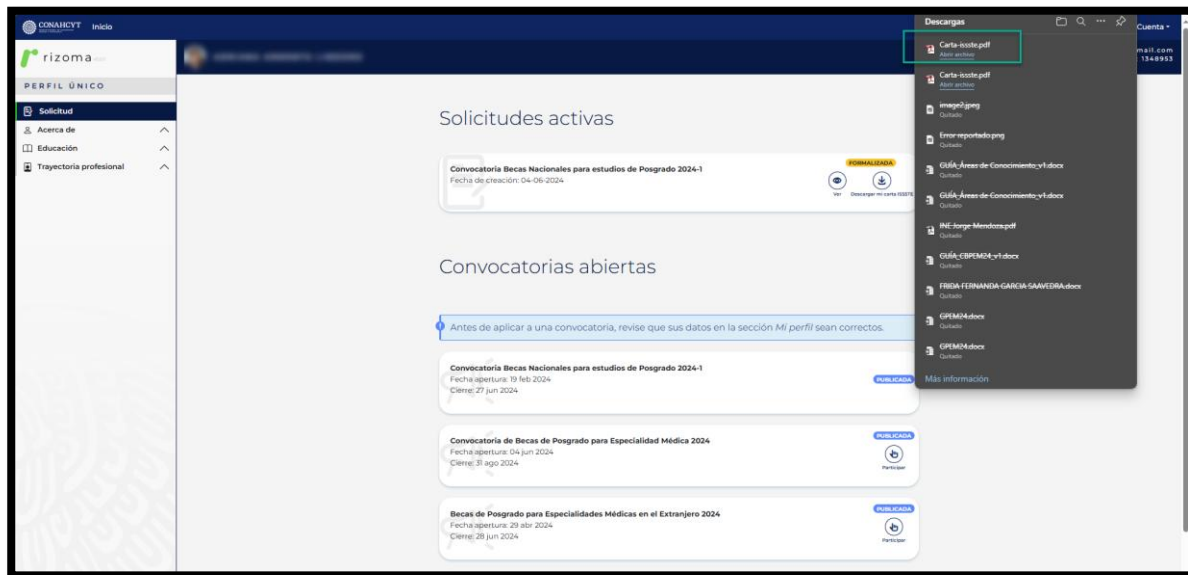 CONAHCYT Inicio
Cuenta
rizoma
mail.com
1348953
PERFIL ÚNICO
Solicitud
Acerca de
Educación
Trayectoria profesional
Solicitudes activas
Convocatoria Becas Nacionales para estudios de Posgrado 2024-1
Fecha de creación: 04-06-2024
FORMALIZADA
Ver Descargar mi carta ISSSTE
Convocatorias abiertas
Antes de aplicar a una convocatoria, revise que sus datos en la sección Mi perfil sean correctos.
Convocatoria Becas Nacionales para estudios de Posgrado 2024-1
Fecha apertura: 19 feb 2024
Cierre: 27 jun 2024
PUBLICADA
Convocatoria de Becas de Posgrado para Especialidad Médica 2024
Fecha apertura: 04 jun 2024
Cierre: 31 ago 2024
PUBLICADA
Participar
Becas de Posgrado para Especialidades Médicas en el Extranjero 2024
Fecha apertura: 29 abr 2024
Cierre: 28 jun 2024
PUBLICADA
Participar
Descargas
Carta-issste.pdf
Abrir archivo
Carta-issste.pdf
Abrir archivo
image2.jpeg
Quitado
Error reportado.png
Quitado
GUÍA_Áreas de Conocimiento_v1.docx
Quitado
GUÍA_Áreas de Conocimiento_v1.docx
Quitado
INE Jorge Mendoza.pdf
Quitado
GUÍA_CBPEM24_v1.docx
Quitado
FRIDA FERNANDA GARCIA SAAVEDRA.docx
Quitado
GPEM24.docx
Quitado
GPEM24.docx
Quitado
Más información